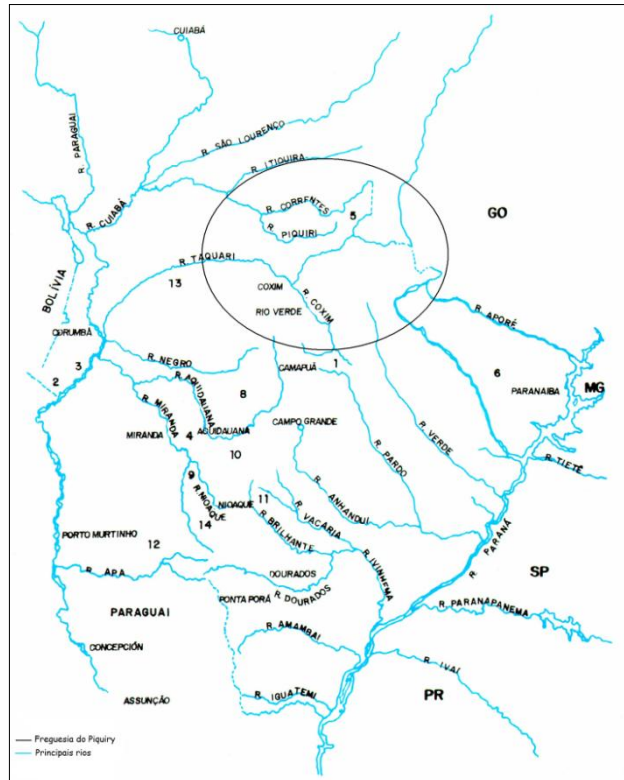 CUIABÁ
R. PARAGUAI
R. SÃO LOURENÇO
R. ITIQUIRA
R. CUIABÁ
R. CORRENTES
5
GO
R. PIQUIRI
BOLÍVIA
R. TAQUARI
13
COXIM
R. COXIM
RIO VERDE
R. APORÉ
CORUMBÁ
3
R. NEGRO
CAMAPUÃ
1
6
2
R. AQUIDAUANA
8
PARANAIBA
MG
R. MIRANDA
MIRANDA
4
AQUIDAUANA
CAMPO GRANDE
R. VERDE
10
R. PARDO
R. TIETÊ
9
R. NIOAQUE
NIOAQUE
11
R. ANHANDUÍ
R. VACARIA
14
R. BRILHANTE
PORTO MURTINHO
12
R. IVINHEMA
R. PARANÁ
SP
R. APA
DOURADOS
PONTA PORÃ
R. DOURADOS
R. PARANAPANEMA
PARAGUAI
R. AMAMBAI
CONCEPCIÓN
R. IVAÍ
ASSUNÇÃO
R. IGUATEMI
PR
Freguesia do Piquiry
Principais rios